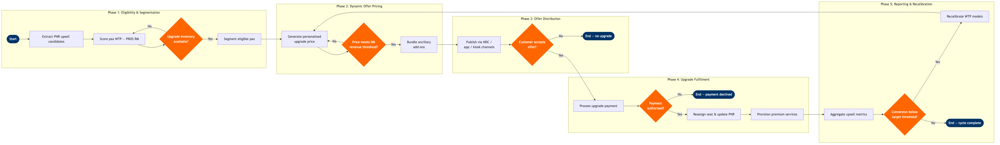 Phase 1: Eligibility & Segmentation
Start
Extract PNR upsell
candidates
Score pax WTP – PROS RM
No
Upgrade inventory
available?
Yes
Segment eligible pax
Phase 2: Dynamic Offer Pricing
Generate personalised
upgrade price
No
Price meets RM
revenue threshold?
Yes
Bundle ancillary
add-ons
Phase 3: Offer Distribution
Publish via NDC /
app / kiosk channels
Customer accepts
offer?
No
End – no upgrade
Yes
Phase 4: Upgrade Fulfilment
Process upgrade payment
Payment
authorised?
No
End – payment declined
Yes
Reassign seat & update PNR
Provision premium services
Phase 5: Reporting & Recalibration
Aggregate upsell metrics
Conversion below
target threshold?
Yes
Recalibrate WTP models
No
End – cycle complete